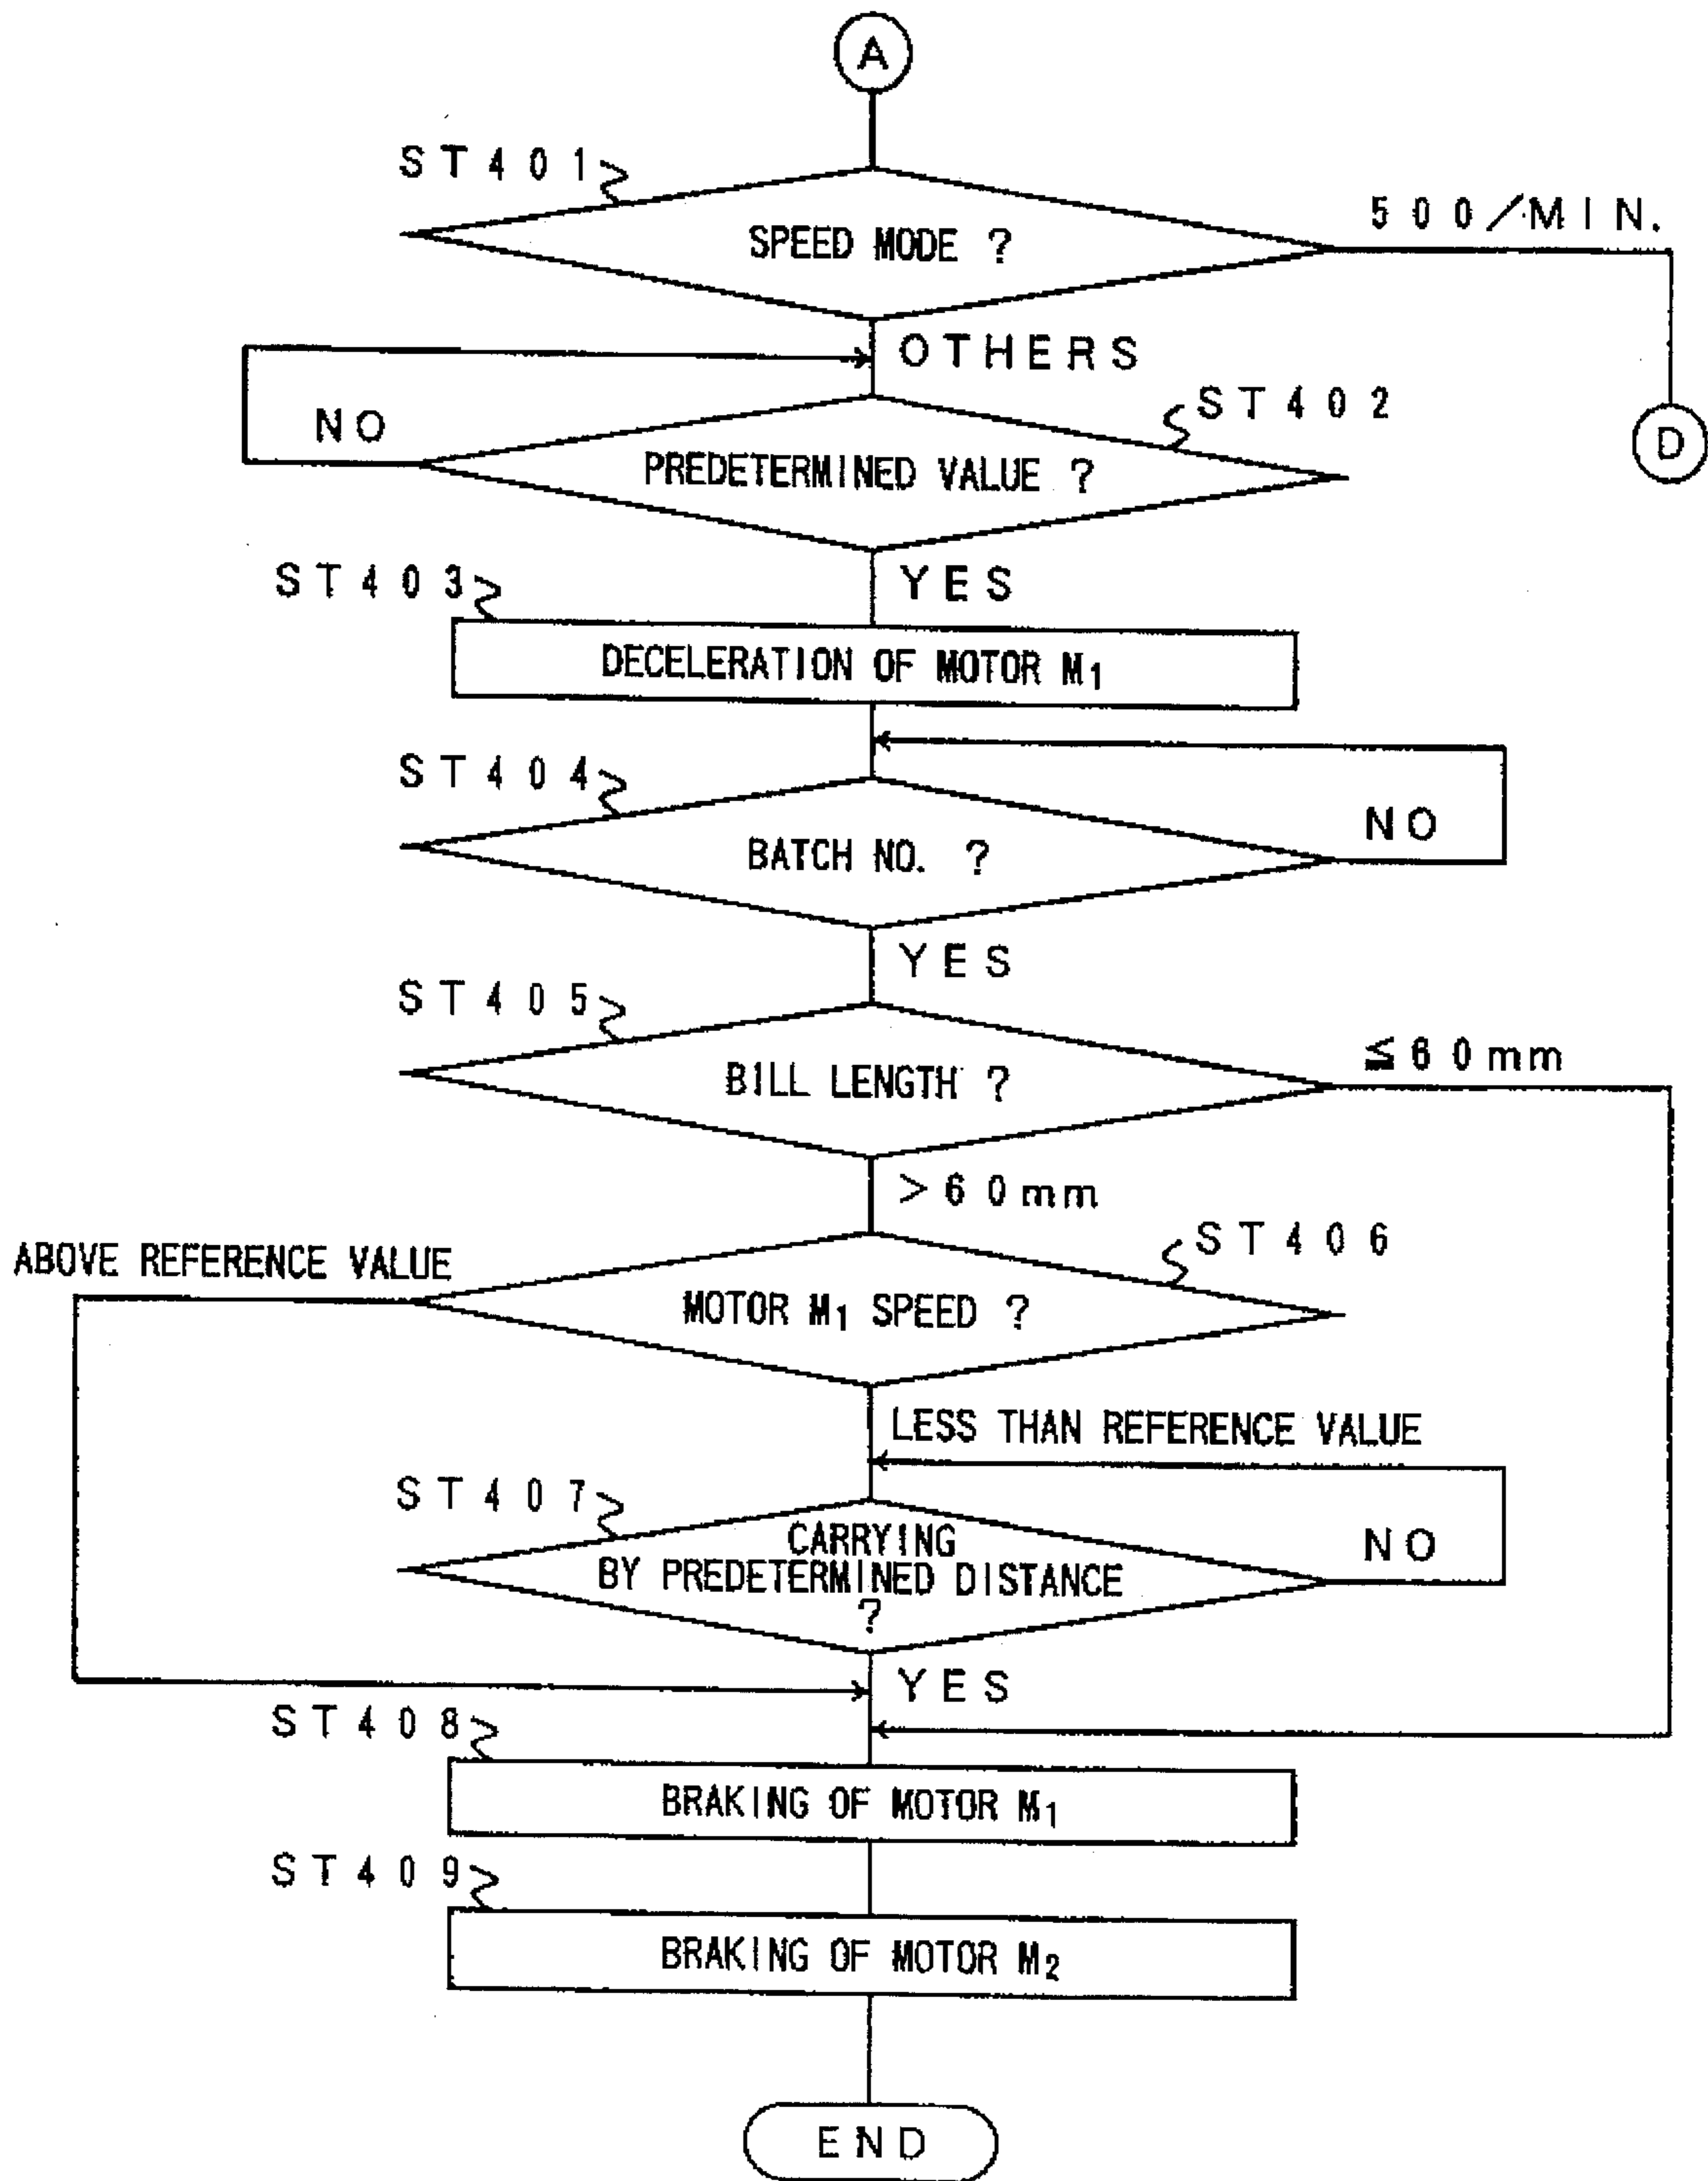 A
ST401
500/MIN.
SPEED MODE ?
OTHERS
ST402
NO
D
PREDETERMINED VALUE ?
ST403
YES
DECELERATION OF MOTOR M1
ST404
NO
BATCH NO. ?
YES
ST405
≦60mm
BILL LENGTH ?
>60mm
ST406
ABOVE REFERENCE VALUE
MOTOR M1 SPEED ?
LESS THAN REFERENCE VALUE
ST407
CARRYING
NO
BY PREDETERMINED DISTANCE
?
YES
ST408
BRAKING OF MOTOR M1
ST409
BRAKING OF MOTOR M2
END